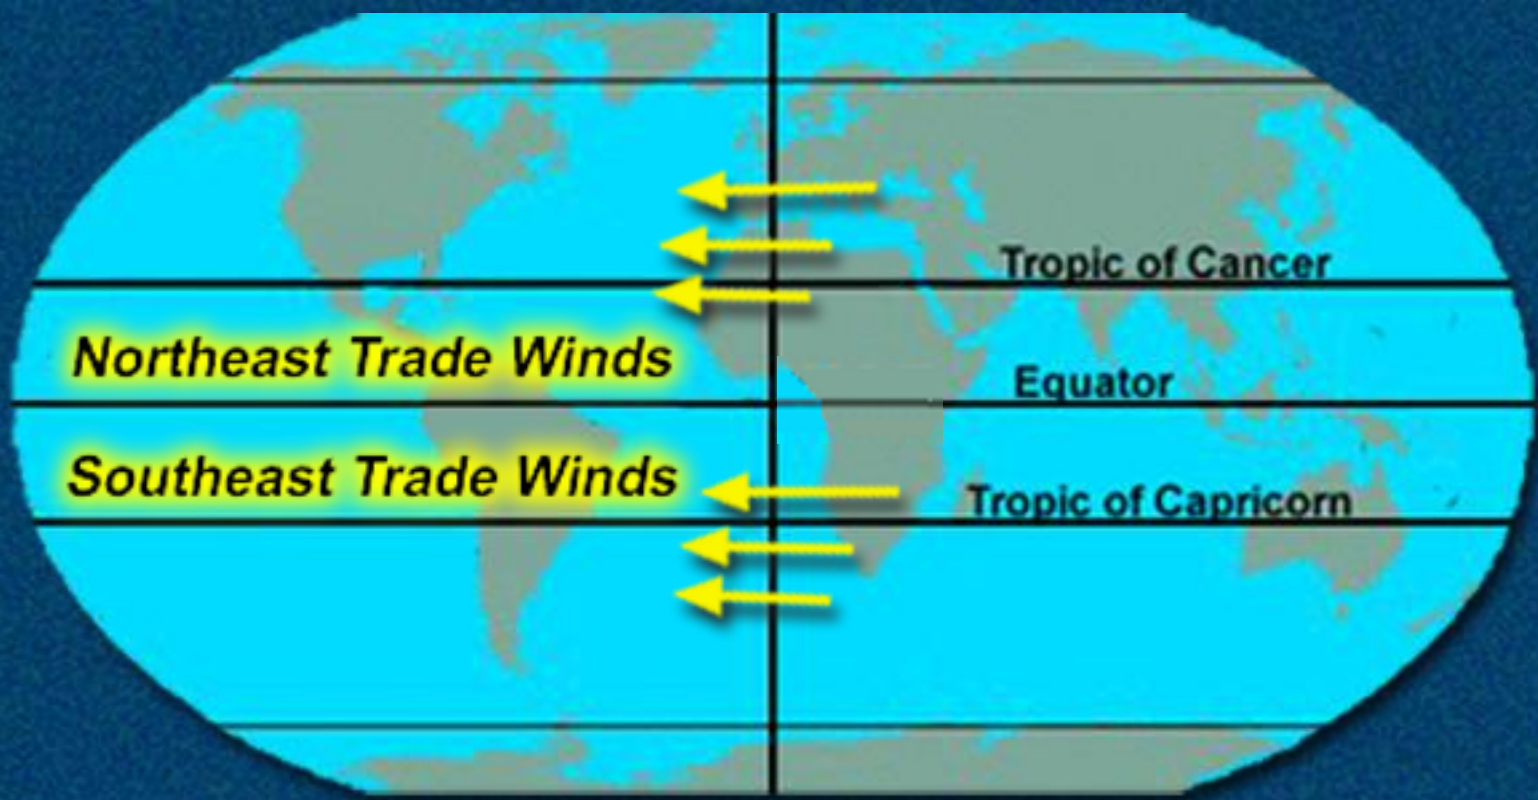 Tropic of Cancer
Northeast Trade Winds
Equator
Southeast Trade Winds
Tropic of Capricorn